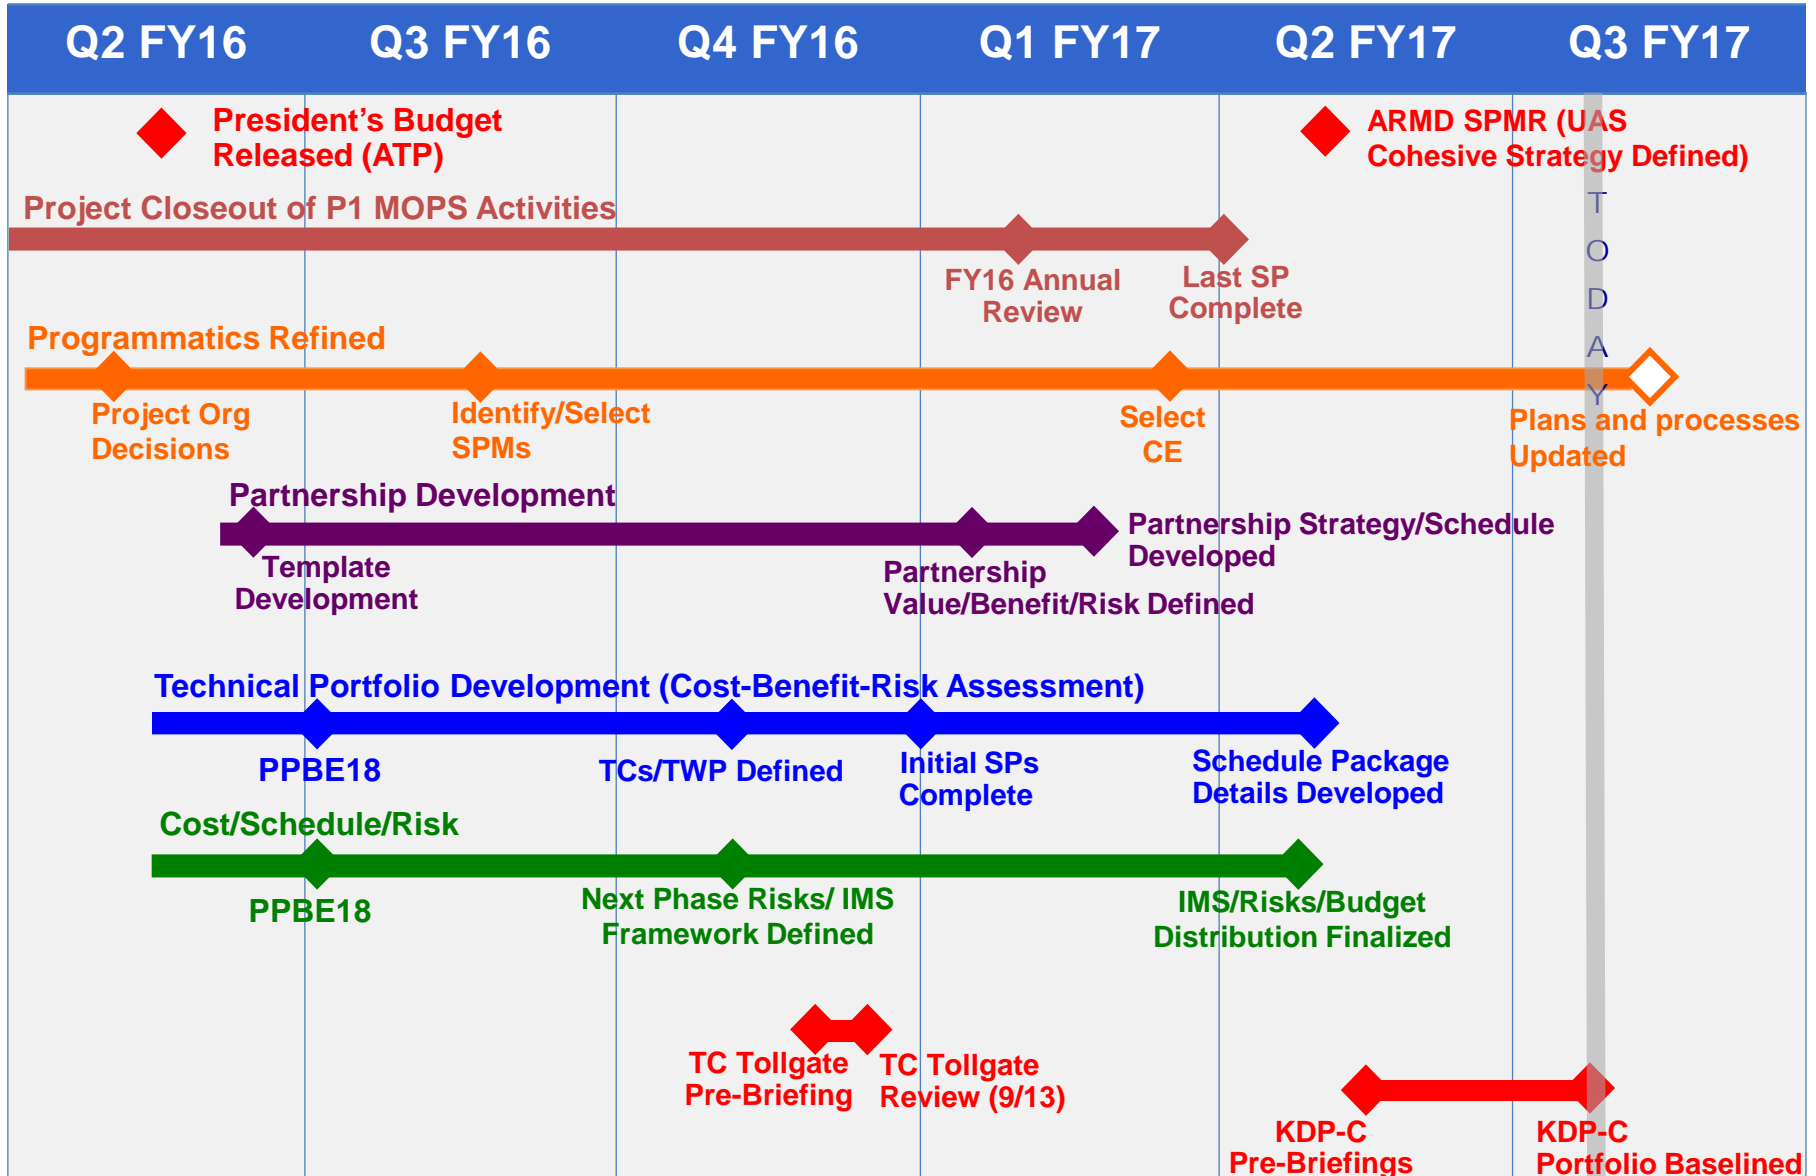 Q2 FY16
Q3 FY16
Q4 FY16
Q1 FY17
Q2 FY17
Q3 FY17
President's Budget
Released (ATP)
ARMD SPMR (UAS
Cohesive Strategy Defined)
TODAY
Project Closeout of P1 MOPS Activities
FY16 Annual
Review
Last SP
Complete
Programmatics Refined
Project Org
Decisions
Identify/Select
SPMs
Select
CE
Plans and processes
Updated
Partnership Development
Template
Development
Partnership
Value/Benefit/Risk Defined
Partnership Strategy/Schedule
Developed
Technical Portfolio Development (Cost-Benefit-Risk Assessment)
PPBE18
TCs/TWP Defined
Initial SPs
Complete
Schedule Package
Details Developed
Cost/Schedule/Risk
PPBE18
Next Phase Risks/ IMS
Framework Defined
IMS/Risks/Budget
Distribution Finalized
TC Tollgate
Pre-Briefing
TC Tollgate
Review (9/13)
KDP-C
Pre-Briefings
KDP-C
Portfolio Baselined